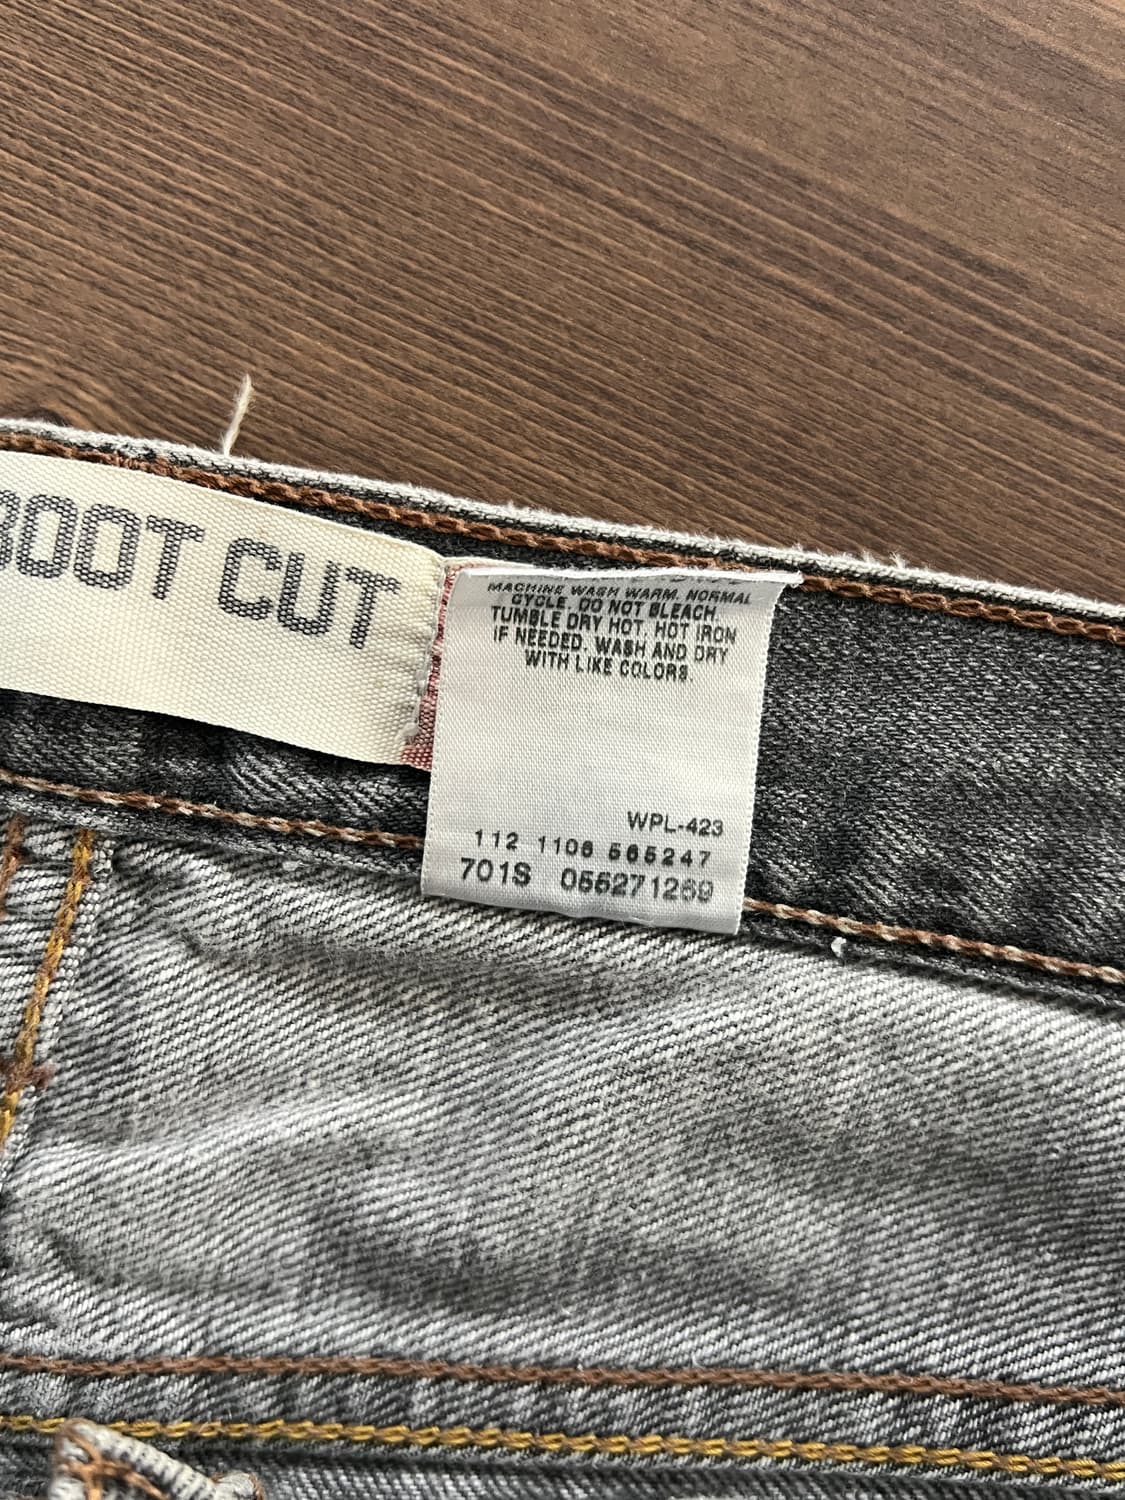 BOOT CUT
MACHINE WASH WARM. NORMAL
CYCLE. DO NOT BLEACH.
TUMBLE DRY HOT. HOT IRON
IF NEEDED. WASH AND DRY
WITH LIKE COLORS.
WPL-423
112 1106 565247
701S 055271269